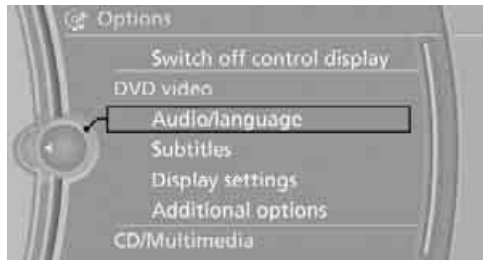 Options
Switch off control display
DVD video
Audio/language
Subtitles
Display settings
Additional options
CD/Multimedia